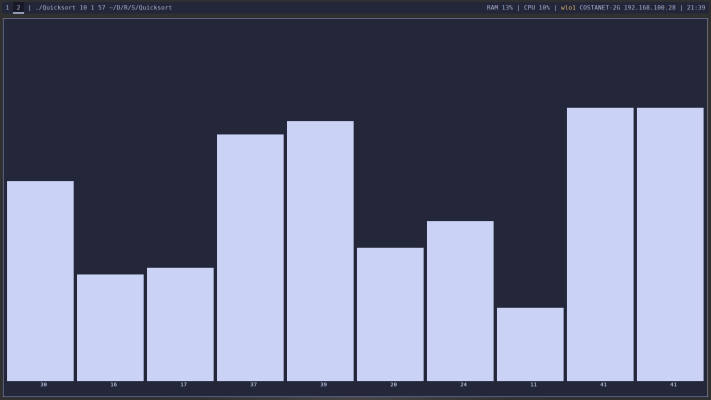 1 2 | ./Quicksort 10 1 57 ~/D/R/S/Quicksort RAM 13% | CPU 10% | wlo1 COSTANET-2G 192.168.100.28 | 21:39
30 16 17 37 39 20 24 11 41 41